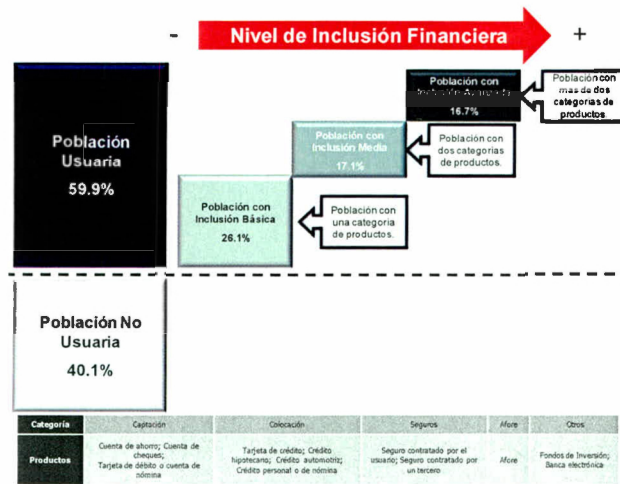 - Nivel de Inclusión Financiera +
Población
Usuaria
59.9%
Población con
Inclusión Avanzada
16.7%
Población con
mas de dos
categorias de
productos.
Población con
Inclusión Media
17.1%
Población con
dos categorias
de productos.
Población con
Inclusión Básica
26.1%
Población con
una categoria
de productos.
Población No
Usuaria
40.1%
Categoría Captación Colocación Seguros Afore Otros
Productos
Cuenta de ahorro; Cuenta de
cheques;
Tarjeta de débito o cuenta de
nómina
Tarjeta de crédito; Crédito
hipotecario; Crédito automotriz;
Crédito personal o de nómina
Seguro contratado por el
usuario; Seguro contratado por
un tercero
Afore
Fondos de Inversión;
Banca electrónica